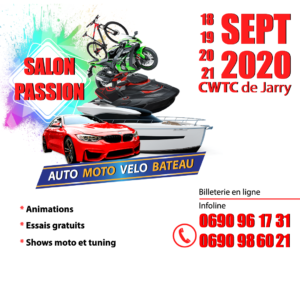 SALON
PASSION
18
19
20
21
SEPT
2020
CWTC de Jarry
AUTO MOTO VELO BATEAU
* Animations
* Essais gratuits
* Shows moto et tuning
Billeterie en ligne
Infoline
0690 96 17 31
0690 98 60 21